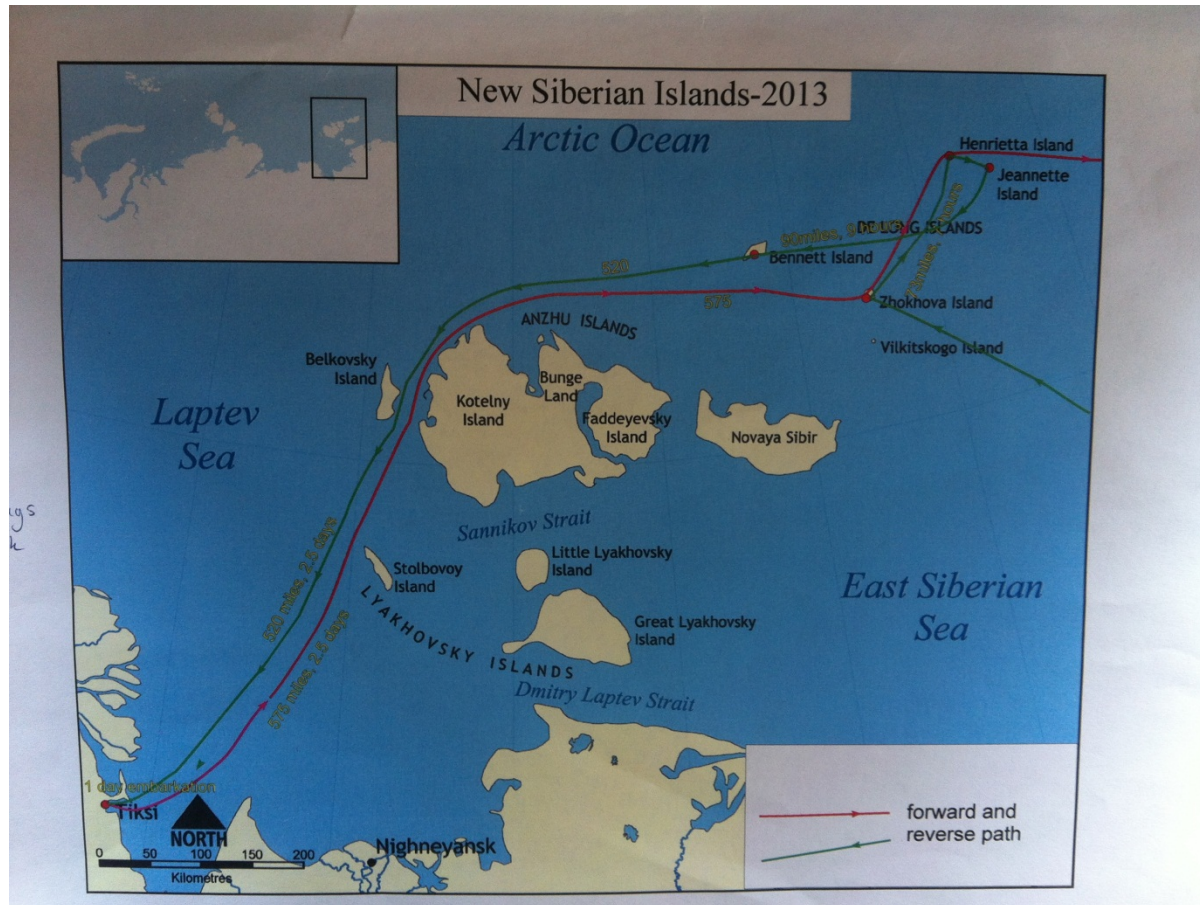 New Siberian Islands-2013
Arctic Ocean
Henrietta Island
Jeannette
Island
DE LONG ISLANDS
90miles, 8 hours
Bennett Island
520
575
Zhokhova Island
Vilkitskogo Island
ANZHU ISLANDS
Belkovsky
Island
Bunge
Land
Kotelny
Island
Faddeyevsky
Island
Novaya Sibir
Laptev
Sea
Sannikov Strait
Little Lyakhovsky
Island
Stolbovoy
Island
Great Lyakhovsky
Island
LYAKHOVSKY ISLANDS
East Siberian
Sea
Dmitry Laptev Strait
520 miles, 2.5 days
575 miles, 2.5 days
1 day embarkation
Tiksi
NORTH
0 50 100 150 200
Kilometres
Nighneyansk
forward and
reverse path